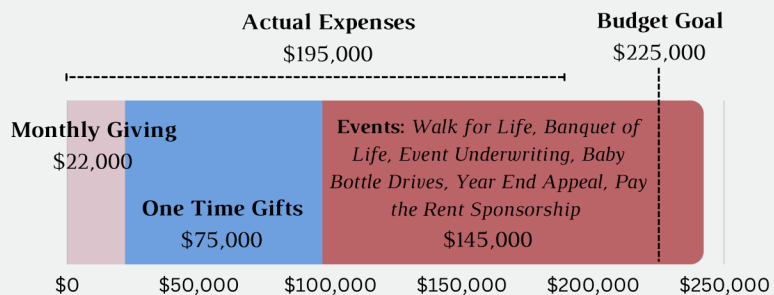 Actual Expenses
$195,000
Budget Goal
$225,000
Monthly Giving
$22,000
One Time Gifts
$75,000
Events: Walk for Life, Banquet of
Life, Event Underwriting, Baby
Bottle Drives, Year End Appeal, Pay
the Rent Sponsorship
$145,000
$0 $50,000 $100,000 $150,000 $200,000 $250,000